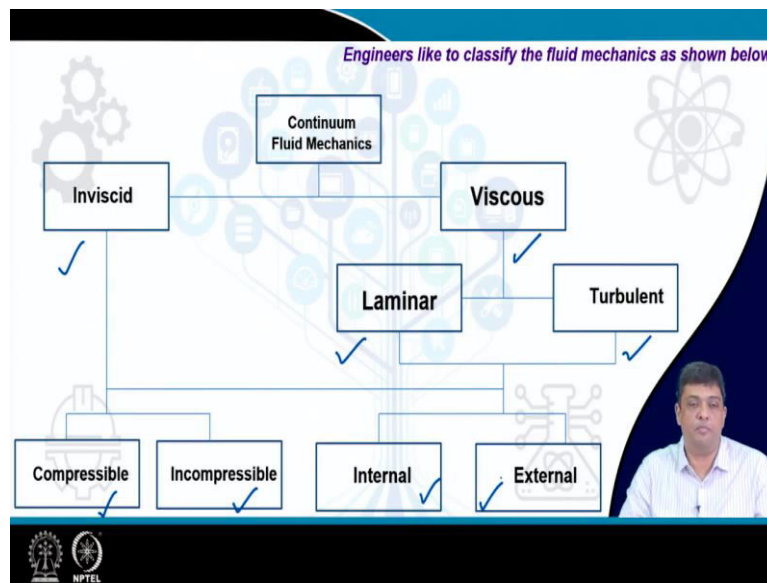 Engineers like to classify the fluid mechanics as shown below
Continuum
Fluid Mechanics
Inviscid
Viscous
Laminar
Turbulent
Compressible
Incompressible
Internal
External
NPTEL